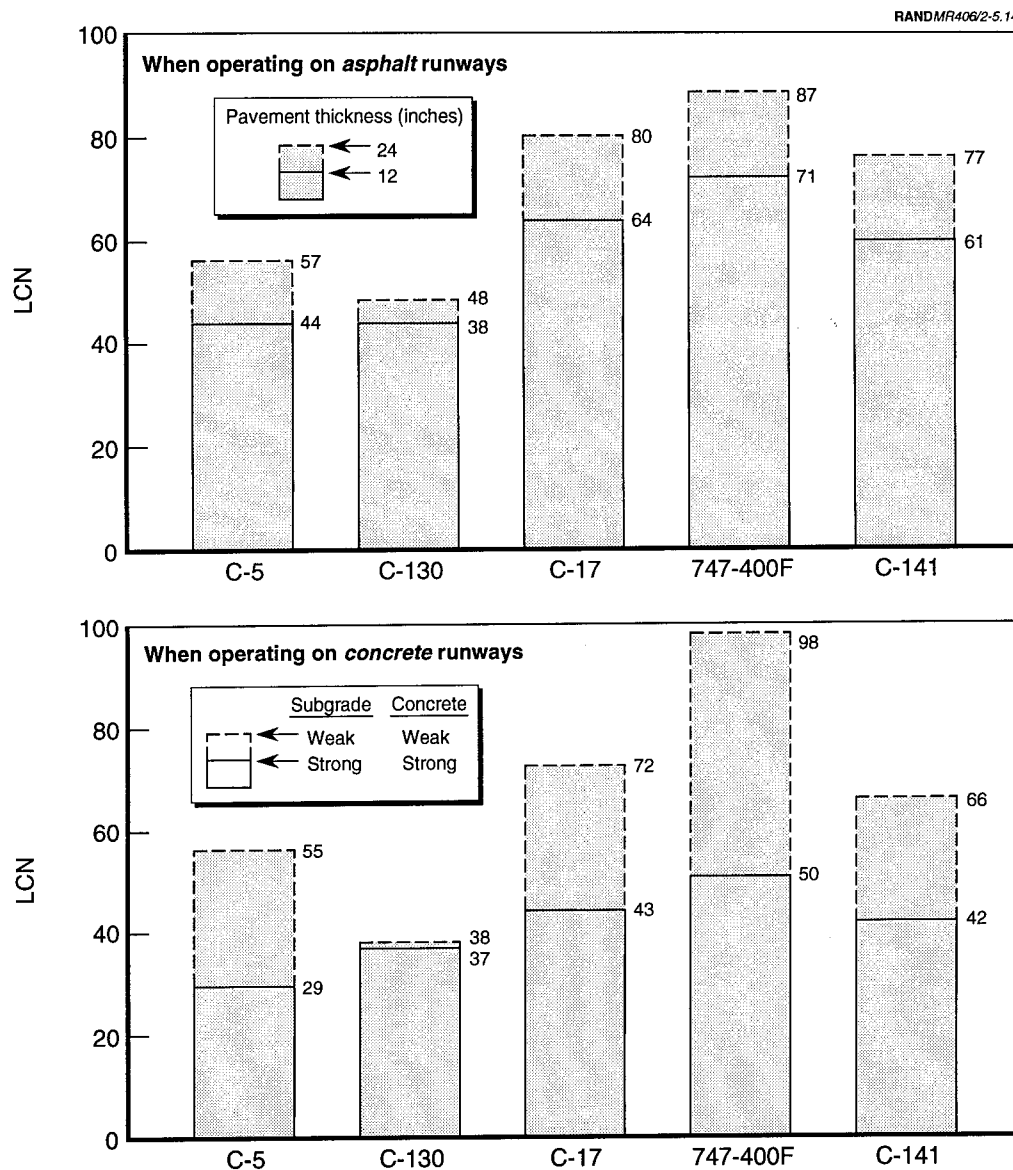 RANDMR406/2-5.14
100
When operating on asphalt runways
Pavement thickness (inches)
24
12
80
60
40
20
0
LCN
57
44
48
38
80
64
87
71
77
61
C-5
C-130
C-17
747-400F
C-141
100
When operating on concrete runways
Subgrade Concrete
Weak Weak
Strong Strong
80
60
40
20
0
LCN
55
29
38
37
72
43
98
50
66
42
C-5
C-130
C-17
747-400F
C-141